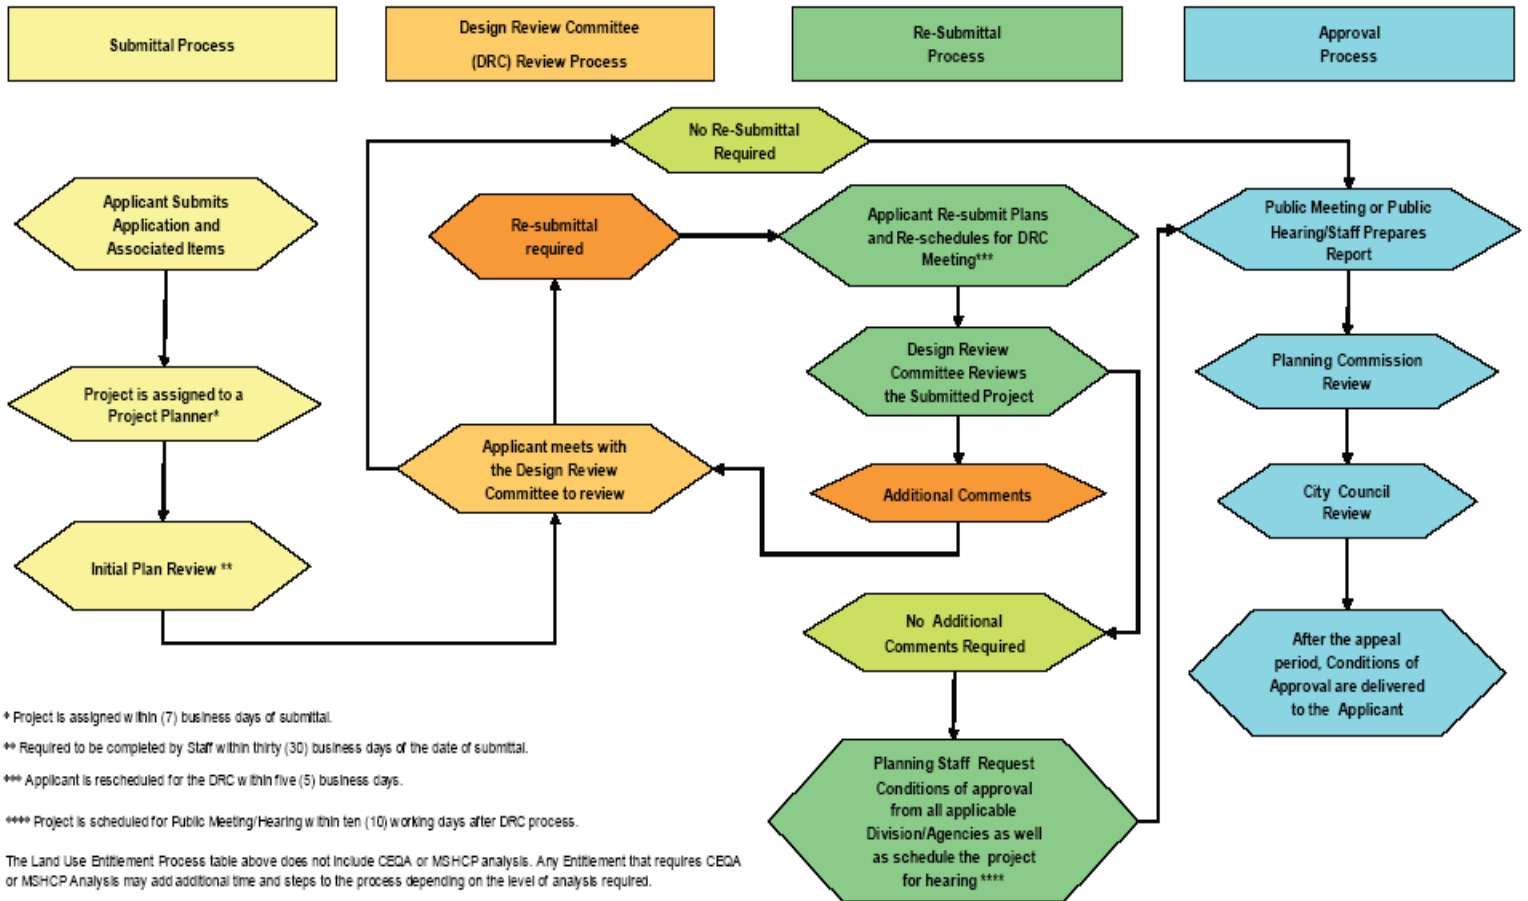 Submittal Process
Design Review Committee
(DRC) Review Process
Re-Submittal
Process
Approval
Process
No Re-Submittal
Required
Applicant Submits
Application and
Associated Items
Re-submittal
required
Applicant Re-submit Plans
and Re-schedules for DRC
Meeting***
Public Meeting or Public
Hearing/Staff Prepares
Report
Project is assigned to a
Project Planner*
Design Review
Committee Reviews
the Submitted Project
Planning Commission
Review
Applicant meets with
the Design Review
Committee to review
Additional Comments
City Council
Review
Initial Plan Review **
No Additional
Comments Required
After the appeal
period, Conditions of
Approval are delivered
to the Applicant
Planning Staff Request
Conditions of approval
from all applicable
Division/Agencies as well
as schedule the project
for hearing ****
* Project is assigned within (7) business days of submittal.
** Required to be completed by Staff within thirty (30) business days of the date of submittal.
*** Applicant is rescheduled for the DRC within five (5) business days.
**** Project is scheduled for Public Meeting/Hearing within ten (10) working days after DRC process.
The Land Use Entitlement Process table above does not include CEQA or MSHCP analysis. Any Entitlement that requires CEQA
or MSHCP Analysis may add additional time and steps to the process depending on the level of analysis required.